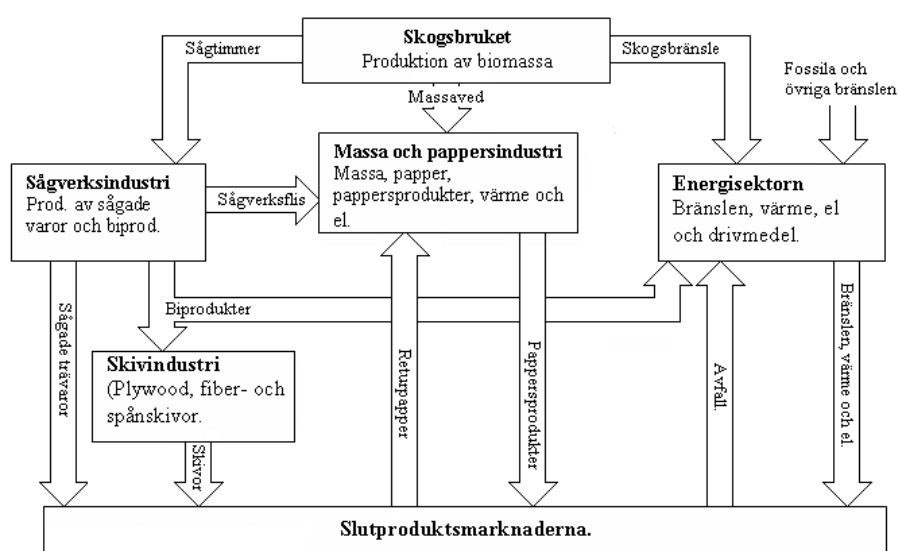 Skogsbruket
Produktion av biomassa
Sågtimmer
Skogsbränsle
Massaved
Fossila och
övriga bränslen
Sågverksindustri
Prod. av sågade
varor och biprod.
Sågverksflis
Massa och pappersindustri
Massa, papper,
pappersprodukter, värme och
el.
Energisektorn
Bränslen, värme, el
och drivmedel.
Biprodukter
Sågade trävaror
Skivindustri
(Plywood, fiber- och
spånskivor.
Skivor
Returpapper
Pappersprodukter
Avfall.
Bränslen, värme och el.
Slutproduktsmarknaderna.